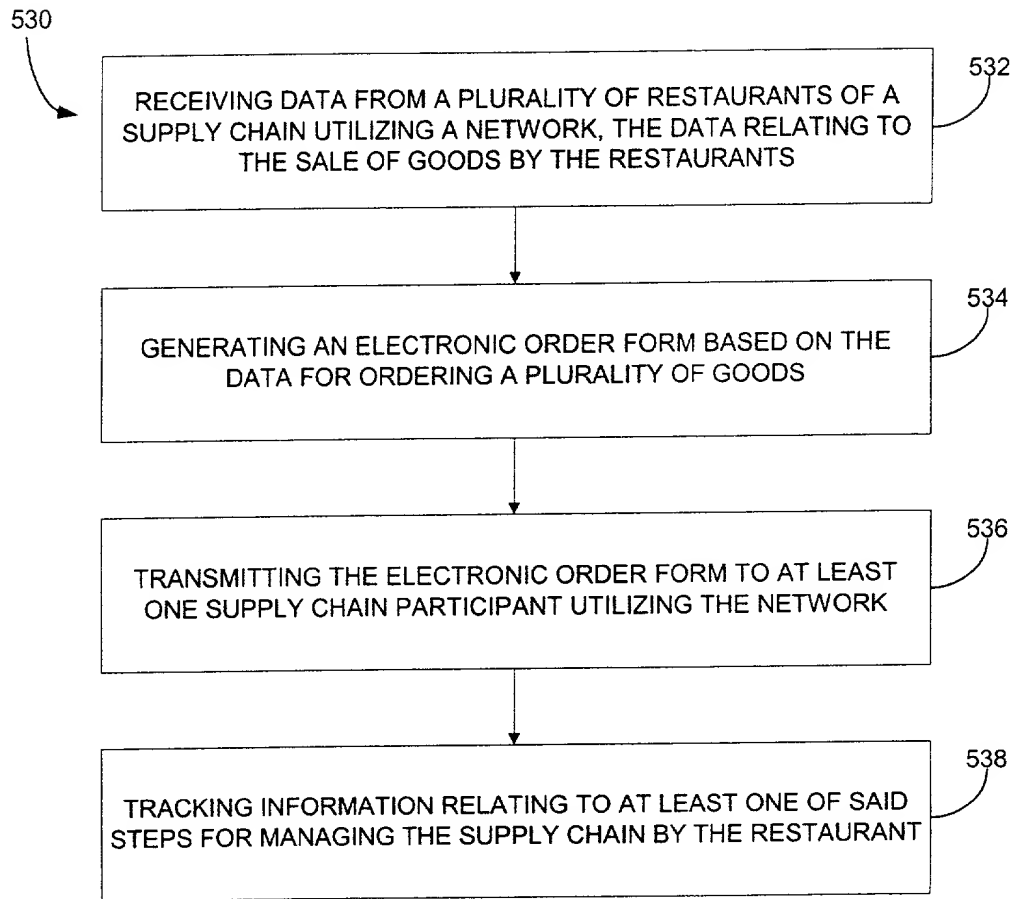 530
532
RECEIVING DATA FROM A PLURALITY OF RESTAURANTS OF A
SUPPLY CHAIN UTILIZING A NETWORK, THE DATA RELATING TO
THE SALE OF GOODS BY THE RESTAURANTS
534
GENERATING AN ELECTRONIC ORDER FORM BASED ON THE
DATA FOR ORDERING A PLURALITY OF GOODS
536
TRANSMITTING THE ELECTRONIC ORDER FORM TO AT LEAST
ONE SUPPLY CHAIN PARTICIPANT UTILIZING THE NETWORK
538
TRACKING INFORMATION RELATING TO AT LEAST ONE OF SAID
STEPS FOR MANAGING THE SUPPLY CHAIN BY THE RESTAURANT